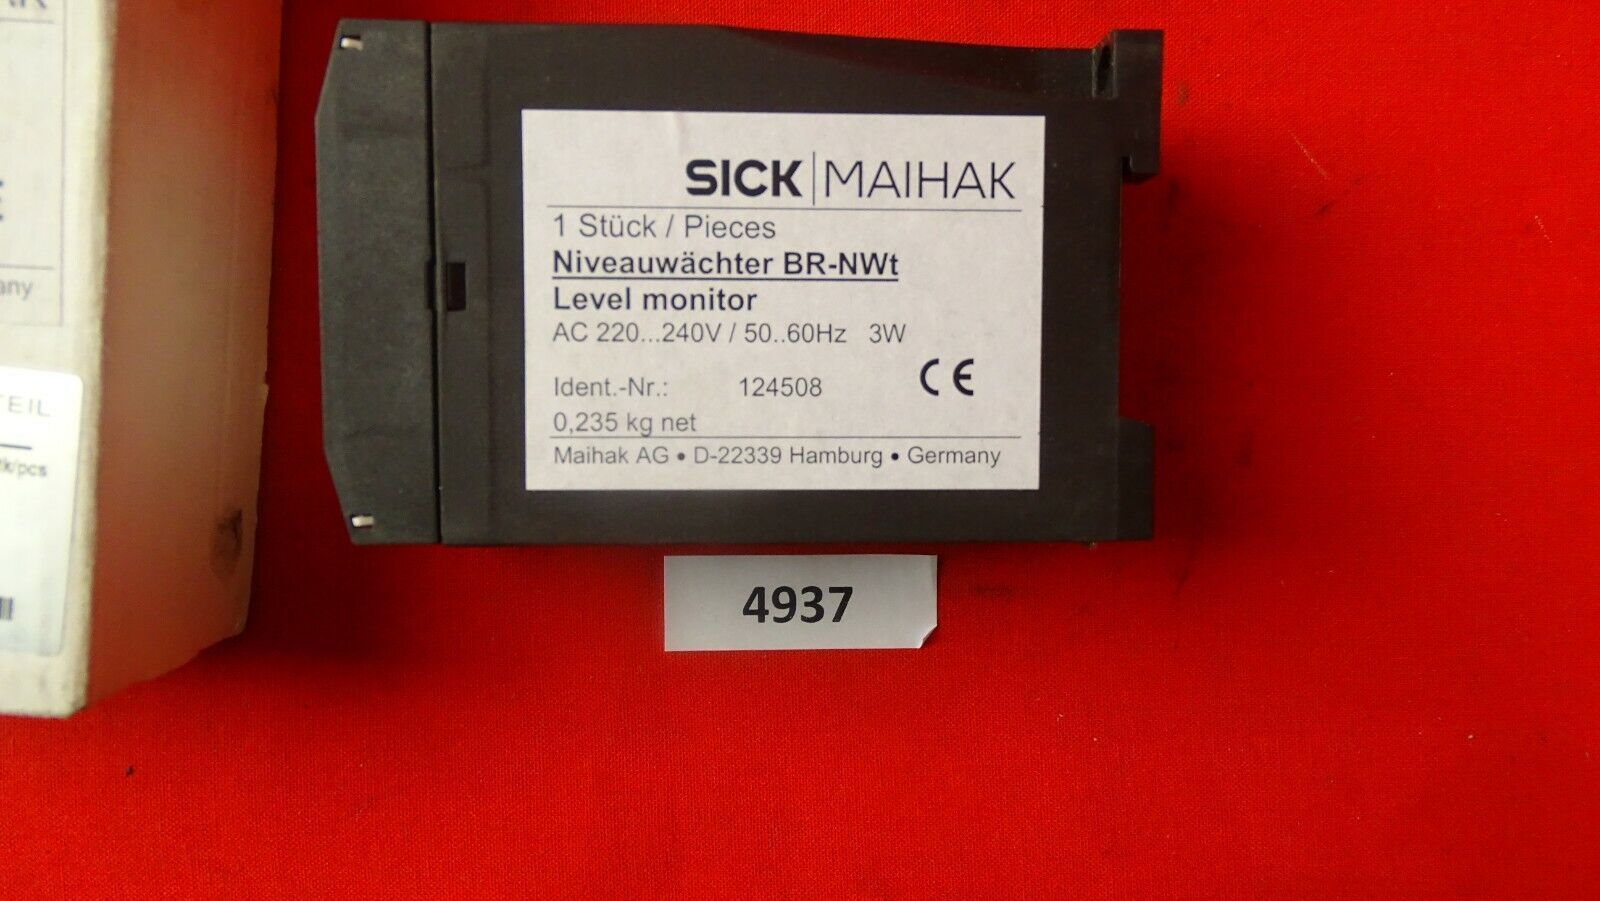 SICK MAIHAK
1 Stück / Pieces
Niveauwächter BR-NWt
Level monitor
AC 220...240V / 50..60Hz 3W
Ident.-Nr.: 124508
CE
0,235 kg net
Maihak AG • D-22339 Hamburg • Germany
4937